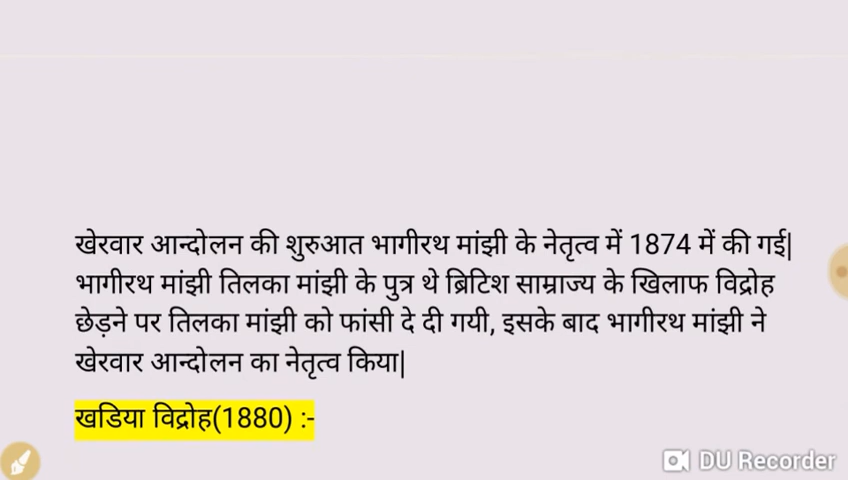 खेरवार आन्दोलन की शुरुआत भागीरथ मांझी के नेतृत्व में 1874 में की गई|
भागीरथ मांझी तिलका मांझी के पुत्र थे ब्रिटिश साम्राज्य के खिलाफ विद्रोह
छेड़ने पर तिलका मांझी को फांसी दे दी गयी, इसके बाद भागीरथ मांझी ने
खेरवार आन्दोलन का नेतृत्व किया|
खडिया विद्रोह(1880) :-
DU Recorder